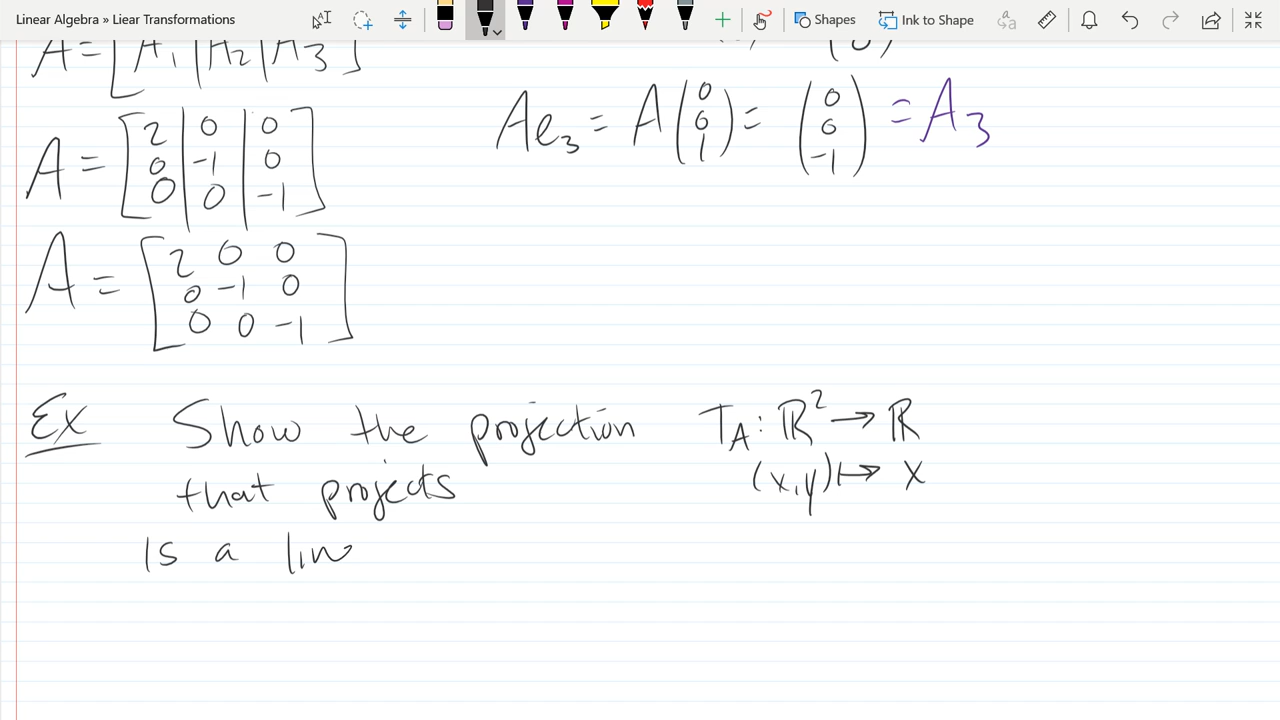 Linear Algebra » Liear Transformations
Shapes
Ink to Shape
A = [A₁|A₂|A₃]
Ae₃ = A(0 0 1) = (0 0 -1) = A₃
A = [2 | 0 | 0
0 | -1 | 0
0 | 0 | -1]
A = [2 0 0
0 -1 0
0 0 -1]
Ex Show the projection T_A: ℝ² → ℝ
that projects (x,y) ↦ x
is a lin